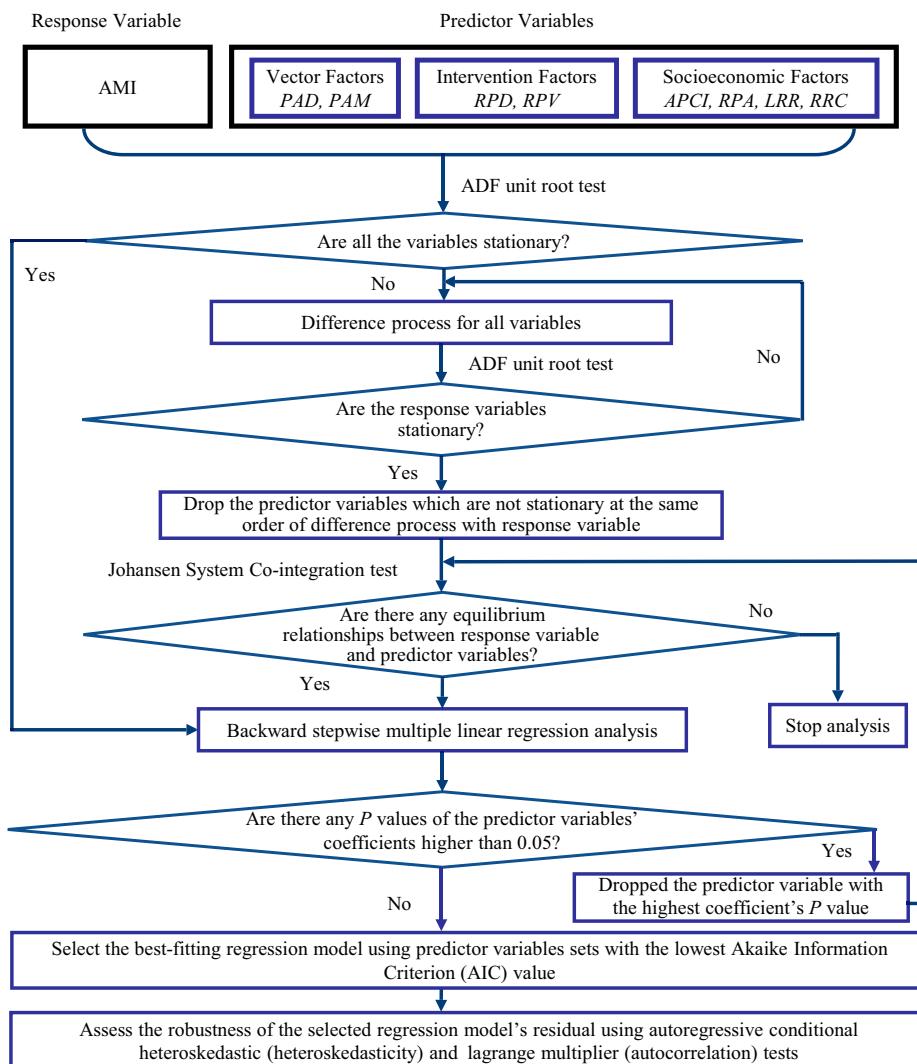 Response Variable
Predictor Variables
AMI
Vector Factors
PAD, PAM
Intervention Factors
RPD, RPV
Socioeconomic Factors
APCI, RPA, LRR, RRC
ADF unit root test
Are all the variables stationary?
Yes
No
Difference process for all variables
No
ADF unit root test
Are the response variables
stationary?
Yes
Drop the predictor variables which are not stationary at the same
order of difference process with response variable
Johansen System Co-integration test
Are there any equilibrium
relationships between response variable
and predictor variables?
No
Yes
Stop analysis
Backward stepwise multiple linear regression analysis
Are there any P values of the predictor variables’
coefficients higher than 0.05?
Yes
Dropped the predictor variable with
the highest coefficient’s P value
No
Select the best-fitting regression model using predictor variables sets with the lowest Akaike Information
Criterion (AIC) value
Assess the robustness of the selected regression model’s residual using autoregressive conditional
heteroskedastic (heteroskedasticity) and lagrange multiplier (autocorrelation) tests